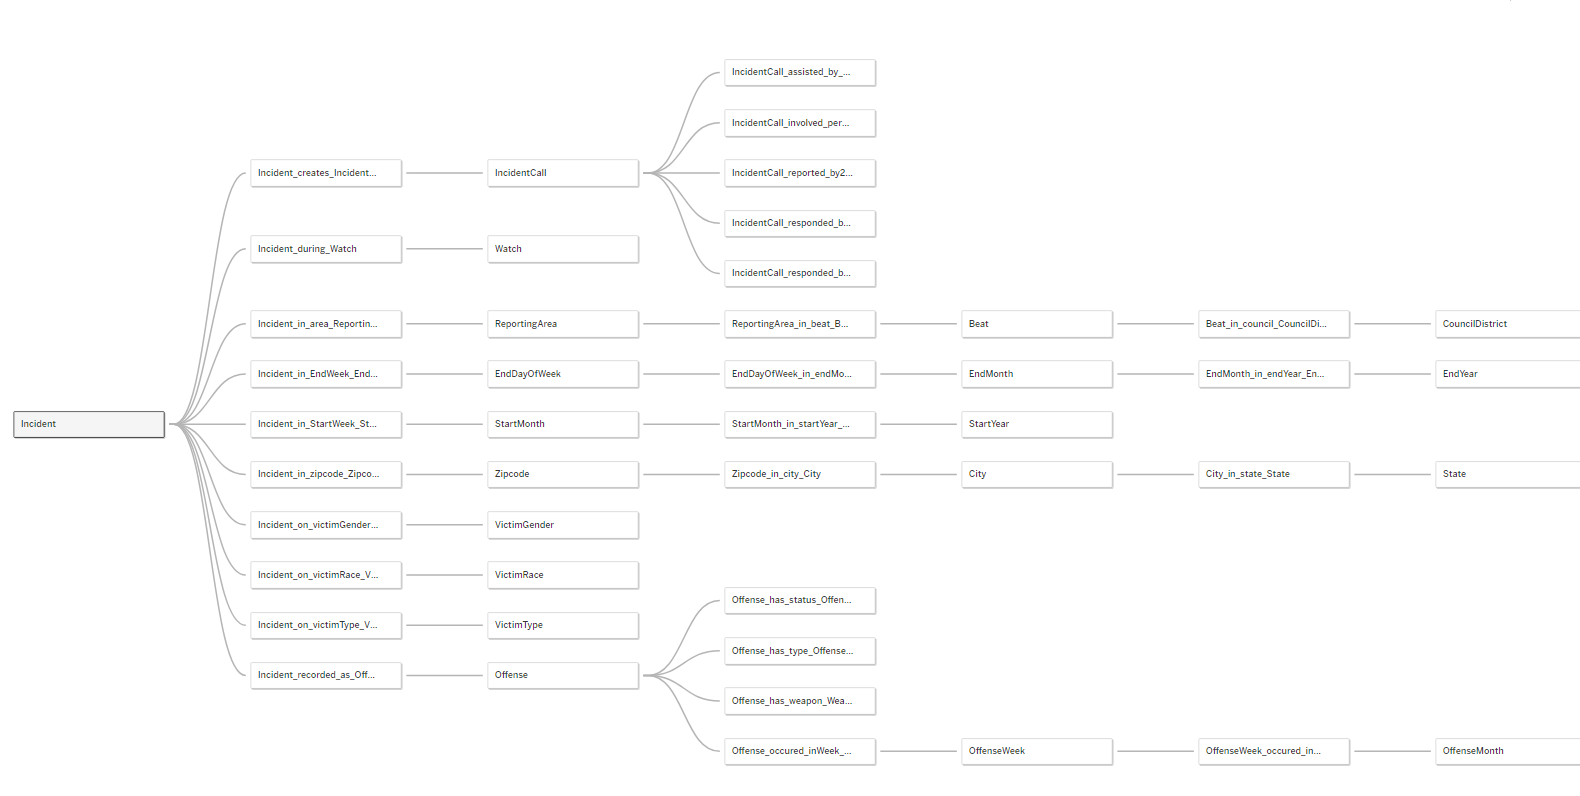 IncidentCall_assisted_by_...
IncidentCall_involved_per...
Incident_creates_Incident... IncidentCall IncidentCall_reported_by2...
IncidentCall_responded_b...
Incident_during_Watch Watch
IncidentCall_responded_b...
Incident_in_area_Reportin... ReportingArea ReportingArea_in_beat_B... Beat Beat_in_council_CouncilDi... CouncilDistrict
Incident_in_EndWeek_End... EndDayOfWeek EndDayOfWeek_in_endMo... EndMonth EndMonth_in_endYear_En... EndYear
Incident Incident_in_StartWeek_St... StartMonth StartMonth_in_startYear_... StartYear
Incident_in_zipcode_Zipco... Zipcode Zipcode_in_city_City City City_in_state_State State
Incident_on_victimGender... VictimGender
Incident_on_victimRace_V... VictimRace
Offense_has_status_Offen...
Incident_on_victimType_V... VictimType
Offense_has_type_Offense...
Incident_recorded_as_Off... Offense
Offense_has_weapon_Wea...
Offense_occured_inWeek_... OffenseWeek OffenseWeek_occured_in... OffenseMonth